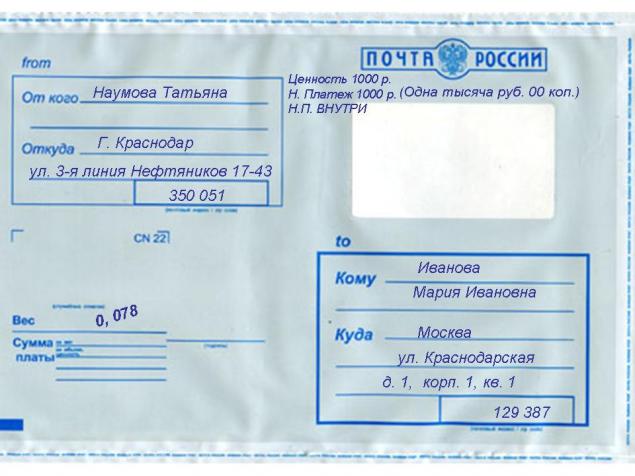 from
ПОЧТА РОССИИ
От кого Наумова Татьяна
Откуда Г. Краснодар
ул. 3-я линия Нефтяников 17-43
350 051
Ценность 1000 р.
Н. Платеж 1000 р. (Одна тысяча руб. 00 коп.)
Н.П. ВНУТРИ
CN 22
Вес 0, 078
Сумма
платы
to
Кому Иванова
Мария Ивановна
Куда Москва
ул. Краснодарская
д. 1, корп. 1, кв. 1
129 387